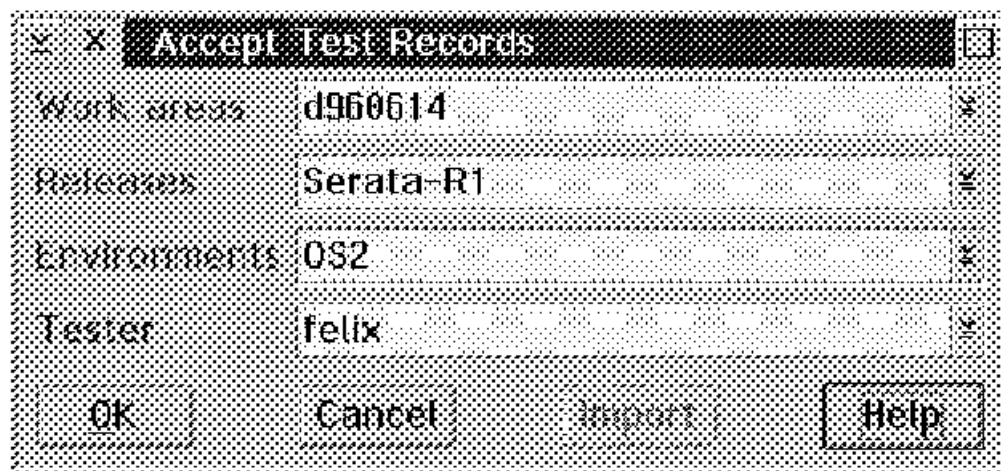 Accept Test Records
Work areas d960614
Releases Serata-R1
Environments OS2
Tester felix
OK Cancel Import Help